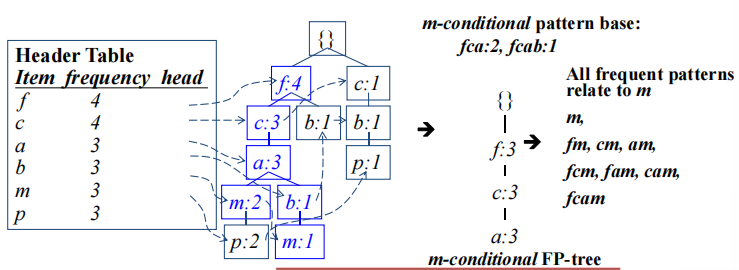 Header Table
Item frequency head
f 4
c 4
a 3
b 3
m 3
p 3
{}
f:4 c:1
c:3 b:1 b:1
a:3 p:1
m:2 b:1
p:2 m:1
m-conditional pattern base:
fca:2, fcab:1
{}
f:3
c:3
a:3
m-conditional FP-tree
All frequent patterns
relate to m
m,
fm, cm, am,
fcm, fam, cam,
fcam